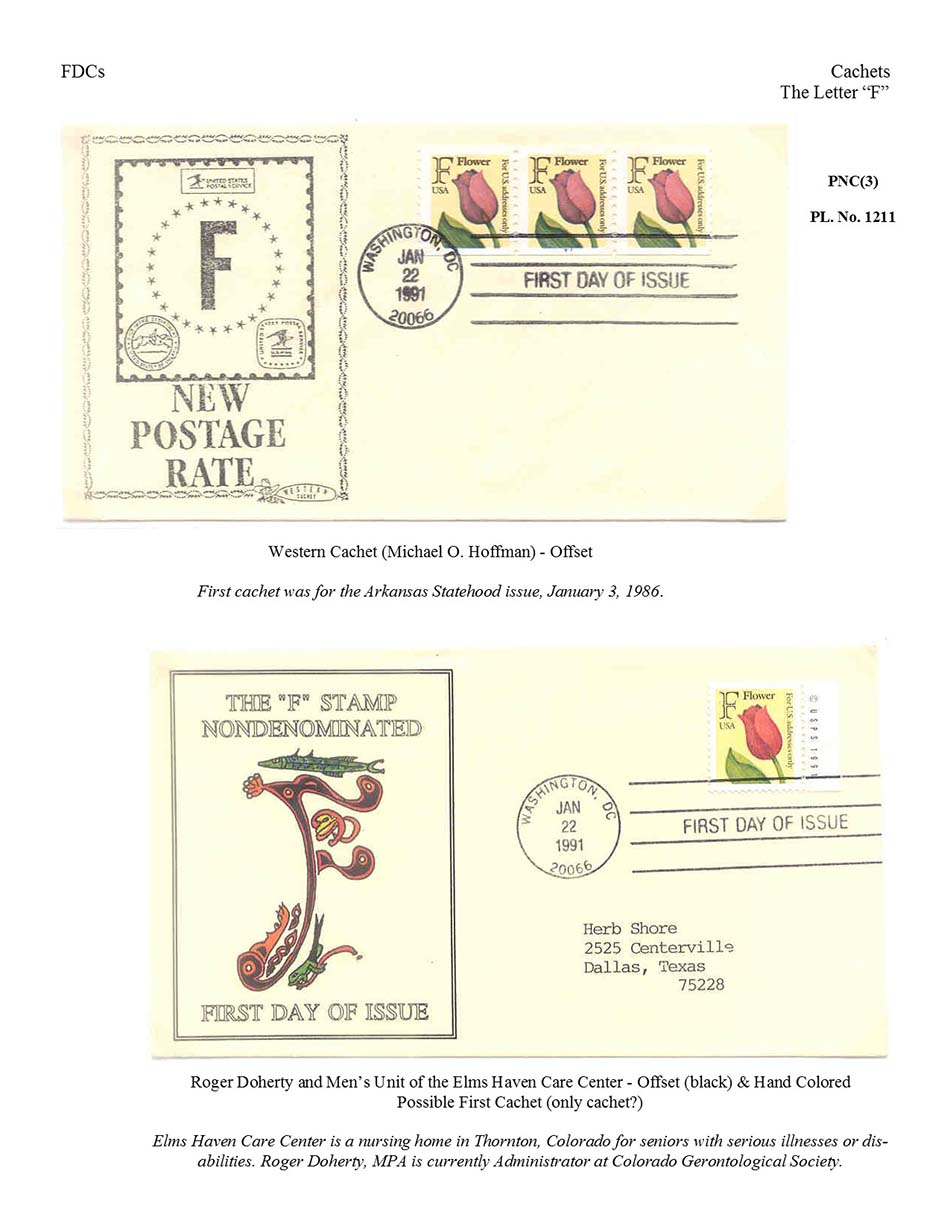 FDCs
Cachets
The Letter “F”
PNC(3)
PL. No. 1211
UNITED STATES
POSTAL SERVICE
F
NEW
POSTAGE
RATE
WESTERN
CACHET
F Flower
USA
For U.S. addresses only
F Flower
USA
For U.S. addresses only
F Flower
USA
For U.S. addresses only
WASHINGTON, DC
JAN
22
1991
20066
FIRST DAY OF ISSUE
Western Cachet (Michael O. Hoffman) - Offset
First cachet was for the Arkansas Statehood issue, January 3, 1986.
THE "F" STAMP
NONDENOMINATED
FIRST DAY OF ISSUE
F Flower
USA
For U.S. addresses only
USPS 1991
WASHINGTON, DC
JAN
22
1991
20066
FIRST DAY OF ISSUE
Herb Shore
2525 Centerville
Dallas, Texas
75228
Roger Doherty and Men’s Unit of the Elms Haven Care Center - Offset (black) & Hand Colored
Possible First Cachet (only cachet?)
Elms Haven Care Center is a nursing home in Thornton, Colorado for seniors with serious illnesses or dis-
abilities. Roger Doherty, MPA is currently Administrator at Colorado Gerontological Society.